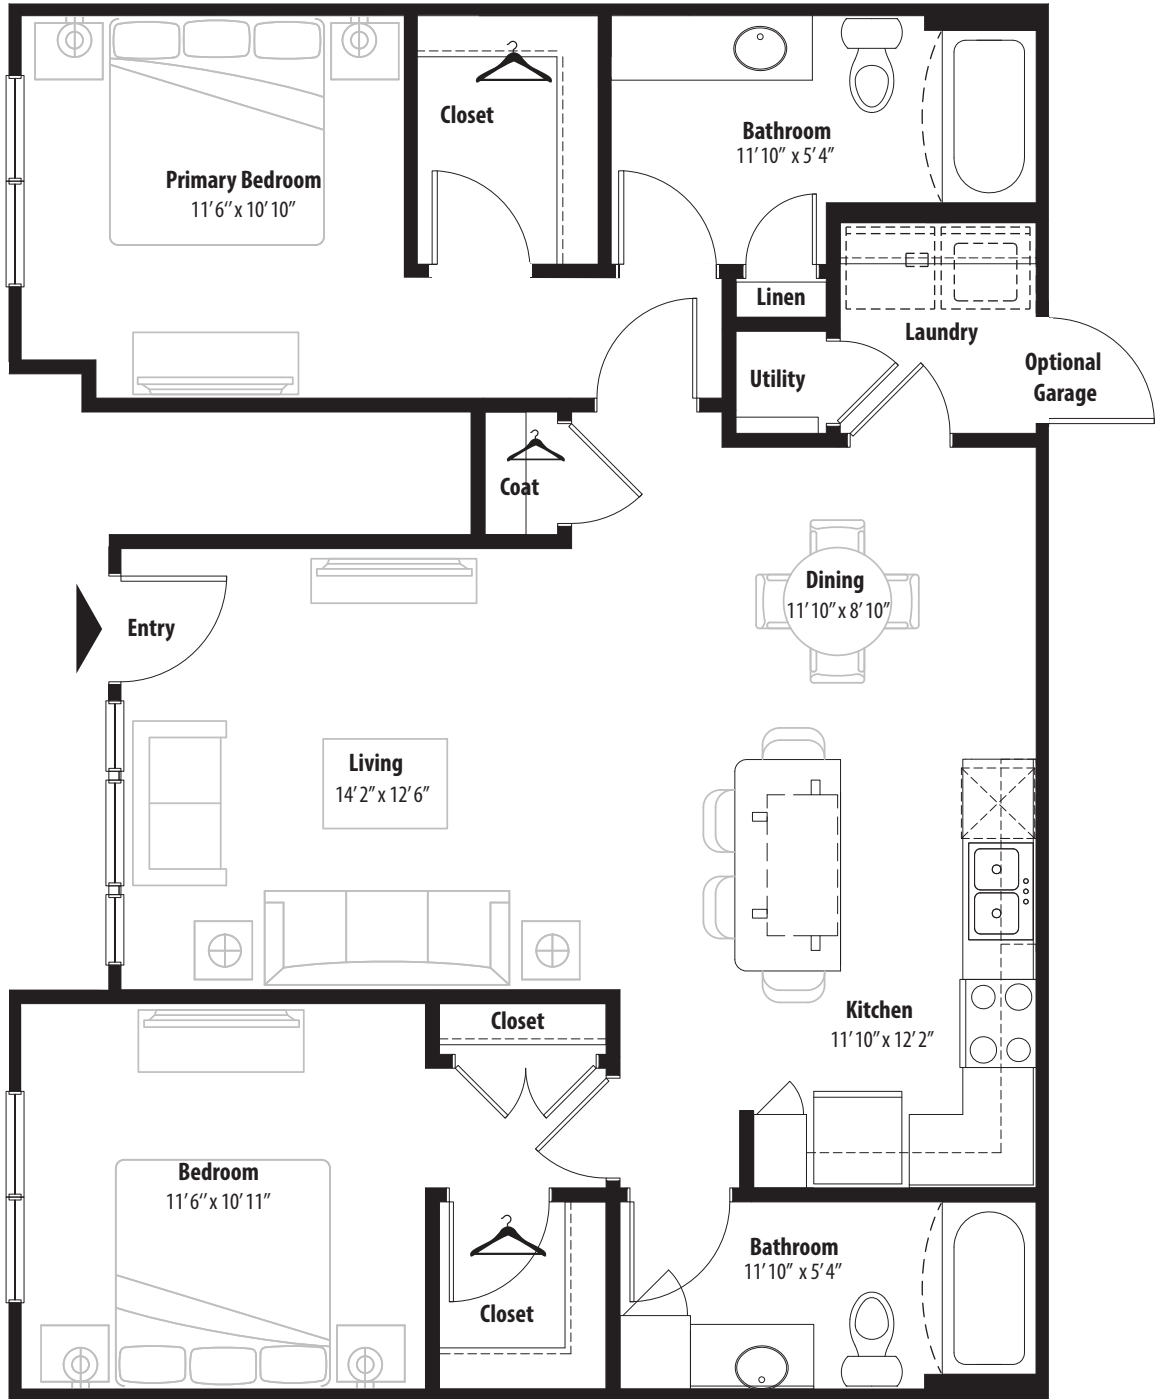 Closet
Bathroom
11’10” x 5’4”
Primary Bedroom
11’6” x 10’10”
Linen
Laundry
Optional
Garage
Utility
Coat
Dining
11’10” x 8’10”
Entry
Living
14’2” x 12’6”
Kitchen
11’10” x 12’2”
Closet
Bedroom
11’6” x 10’11”
Bathroom
11’10” x 5’4”
Closet